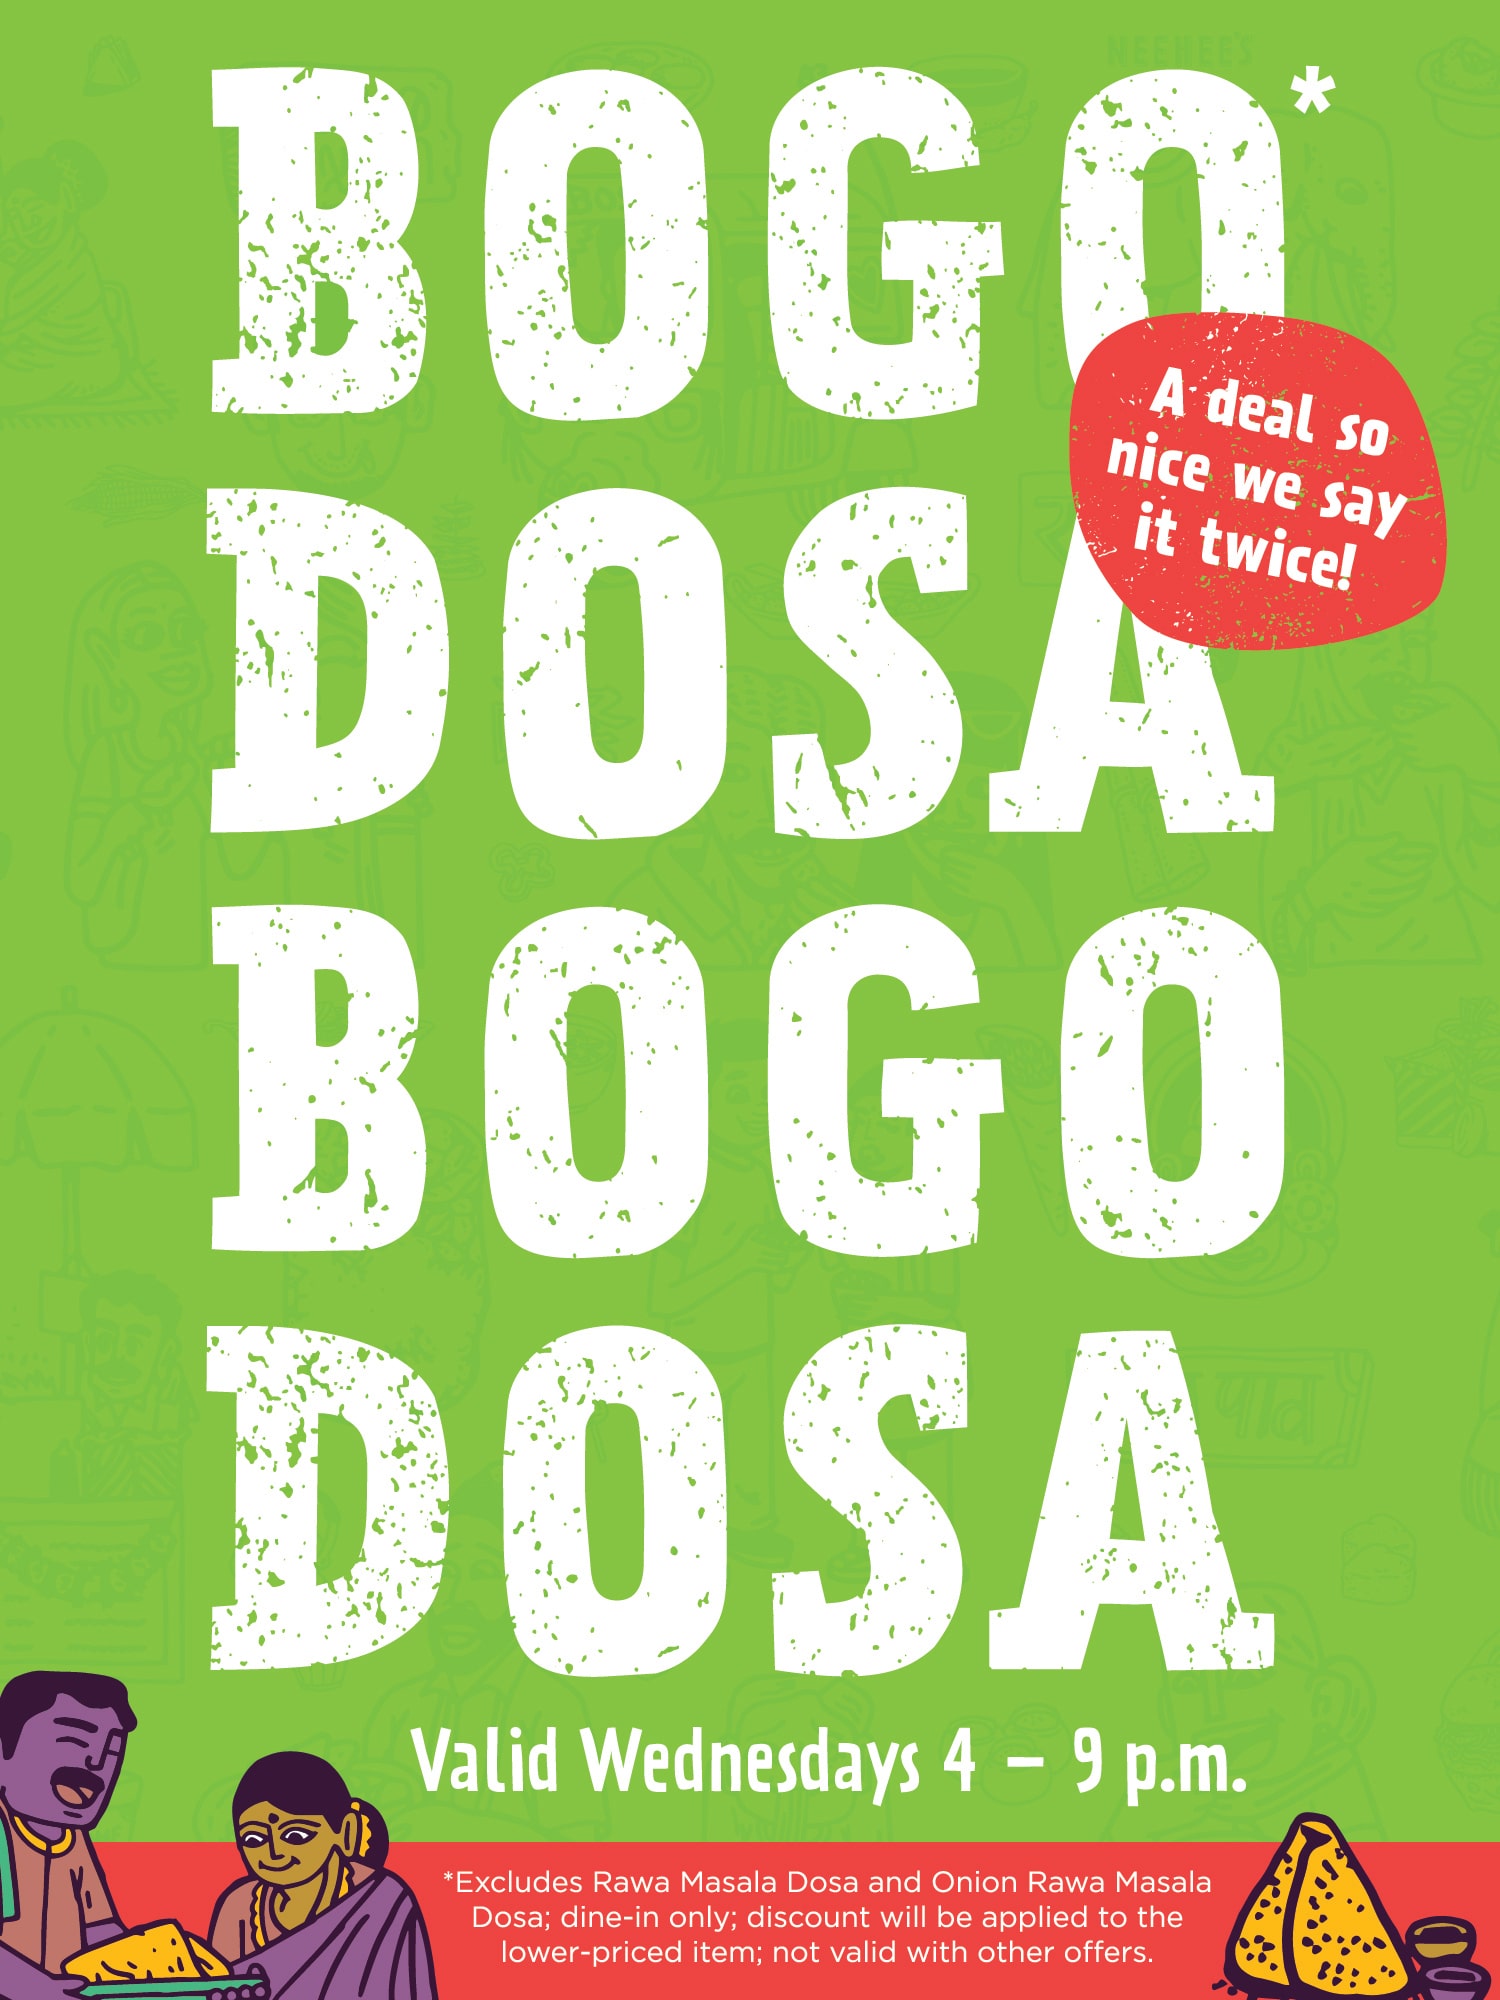 NEEHEE'S
BOGO*
A deal so
nice we say
it twice!
DOSA
BOGO
DOSA
Valid Wednesdays 4 – 9 p.m.
*Excludes Rawa Masala Dosa and Onion Rawa Masala
Dosa; dine-in only; discount will be applied to the
lower-priced item; not valid with other offers.